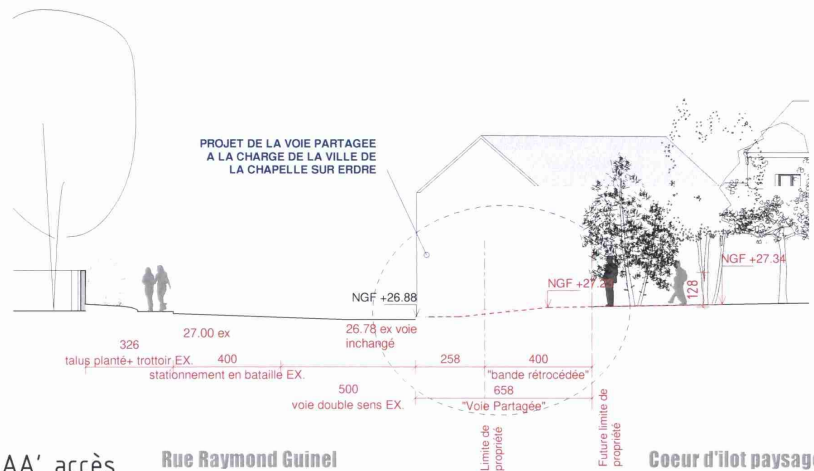 PROJET DE LA VOIE PARTAGEE
A LA CHARGE DE LA VILLE DE
LA CHAPELLE SUR ERDRE
NGF +27.34
NGF +26.88
128
27.00 ex
26.78 ex voie
inchangé
326
talus planté+ trottoir EX.
400
258
400
stationnement en bataille EX.
"bande rétrocédée"
500
658
voie double sens EX.
"Voie Partagée"
Limite de
propriété
Future limite de
propriété
AA' accès
Rue Raymond Guinel
Coeur d'ilot paysage